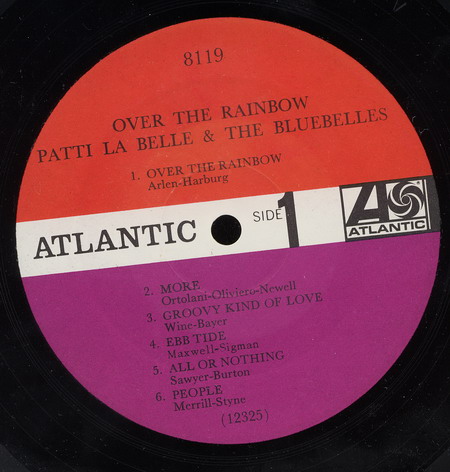 8119
OVER THE RAINBOW
PATTI LA BELLE & THE BLUEBELLES
1. OVER THE RAINBOW
Arlen-Harburg
ATLANTIC
SIDE 1
ATLANTIC
2. MORE
Ortolani-Oliviero-Newell
3. GROOVY KIND OF LOVE
Wine-Bayer
4. EBB TIDE
Maxwell-Sigman
5. ALL OR NOTHING
Sawyer-Burton
6. PEOPLE
Merrill-Styne
(12325)